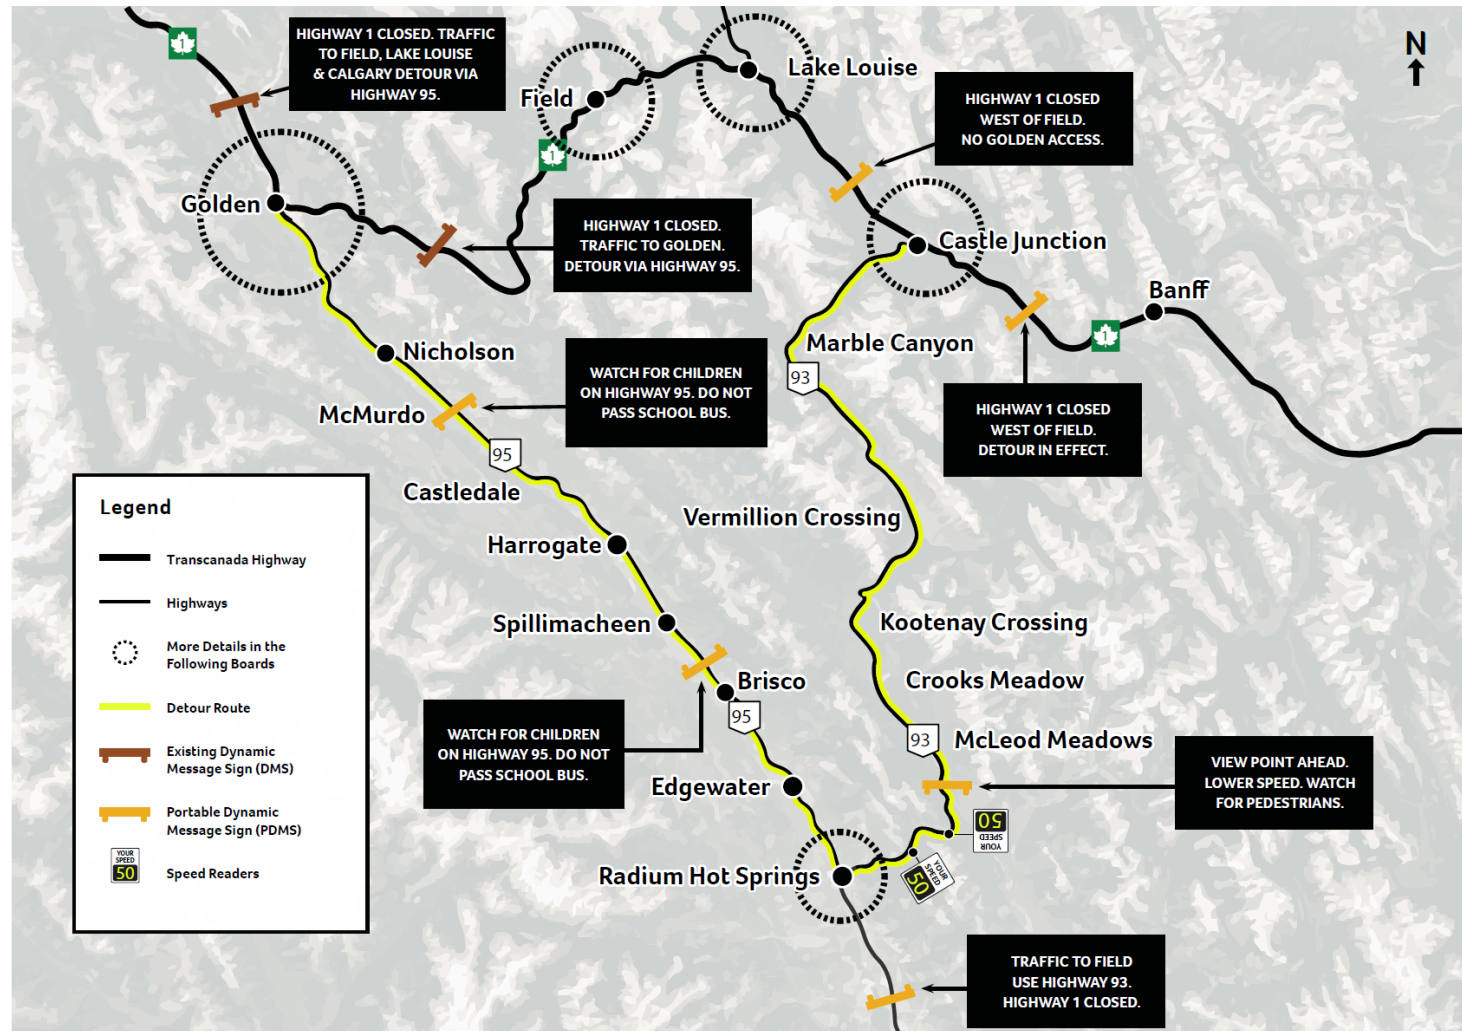 HIGHWAY 1 CLOSED. TRAFFIC
TO FIELD, LAKE LOUISE
& CALGARY DETOUR VIA
HIGHWAY 95.
1
N
Lake Louise
Field
HIGHWAY 1 CLOSED
WEST OF FIELD.
NO GOLDEN ACCESS.
1
Golden
HIGHWAY 1 CLOSED.
TRAFFIC TO GOLDEN.
DETOUR VIA HIGHWAY 95.
Castle Junction
Banff
1
Nicholson
Marble Canyon
93
WATCH FOR CHILDREN
ON HIGHWAY 95. DO NOT
PASS SCHOOL BUS.
HIGHWAY 1 CLOSED
WEST OF FIELD.
DETOUR IN EFFECT.
McMurdo
95
Castledale
Vermillion Crossing
Harrogate
Spillimacheen
Kootenay Crossing
Brisco
Crooks Meadow
95
93
McLeod Meadows
WATCH FOR CHILDREN
ON HIGHWAY 95. DO NOT
PASS SCHOOL BUS.
VIEW POINT AHEAD.
LOWER SPEED. WATCH
FOR PEDESTRIANS.
Edgewater
YOUR
SPEED
50
YOUR
SPEED
50
Radium Hot Springs
TRAFFIC TO FIELD
USE HIGHWAY 93.
HIGHWAY 1 CLOSED.
Legend
Transcanada Highway
Highways
More Details in the
Following Boards
Detour Route
Existing Dynamic
Message Sign (DMS)
Portable Dynamic
Message Sign (PDMS)
YOUR
SPEED
50
Speed Readers